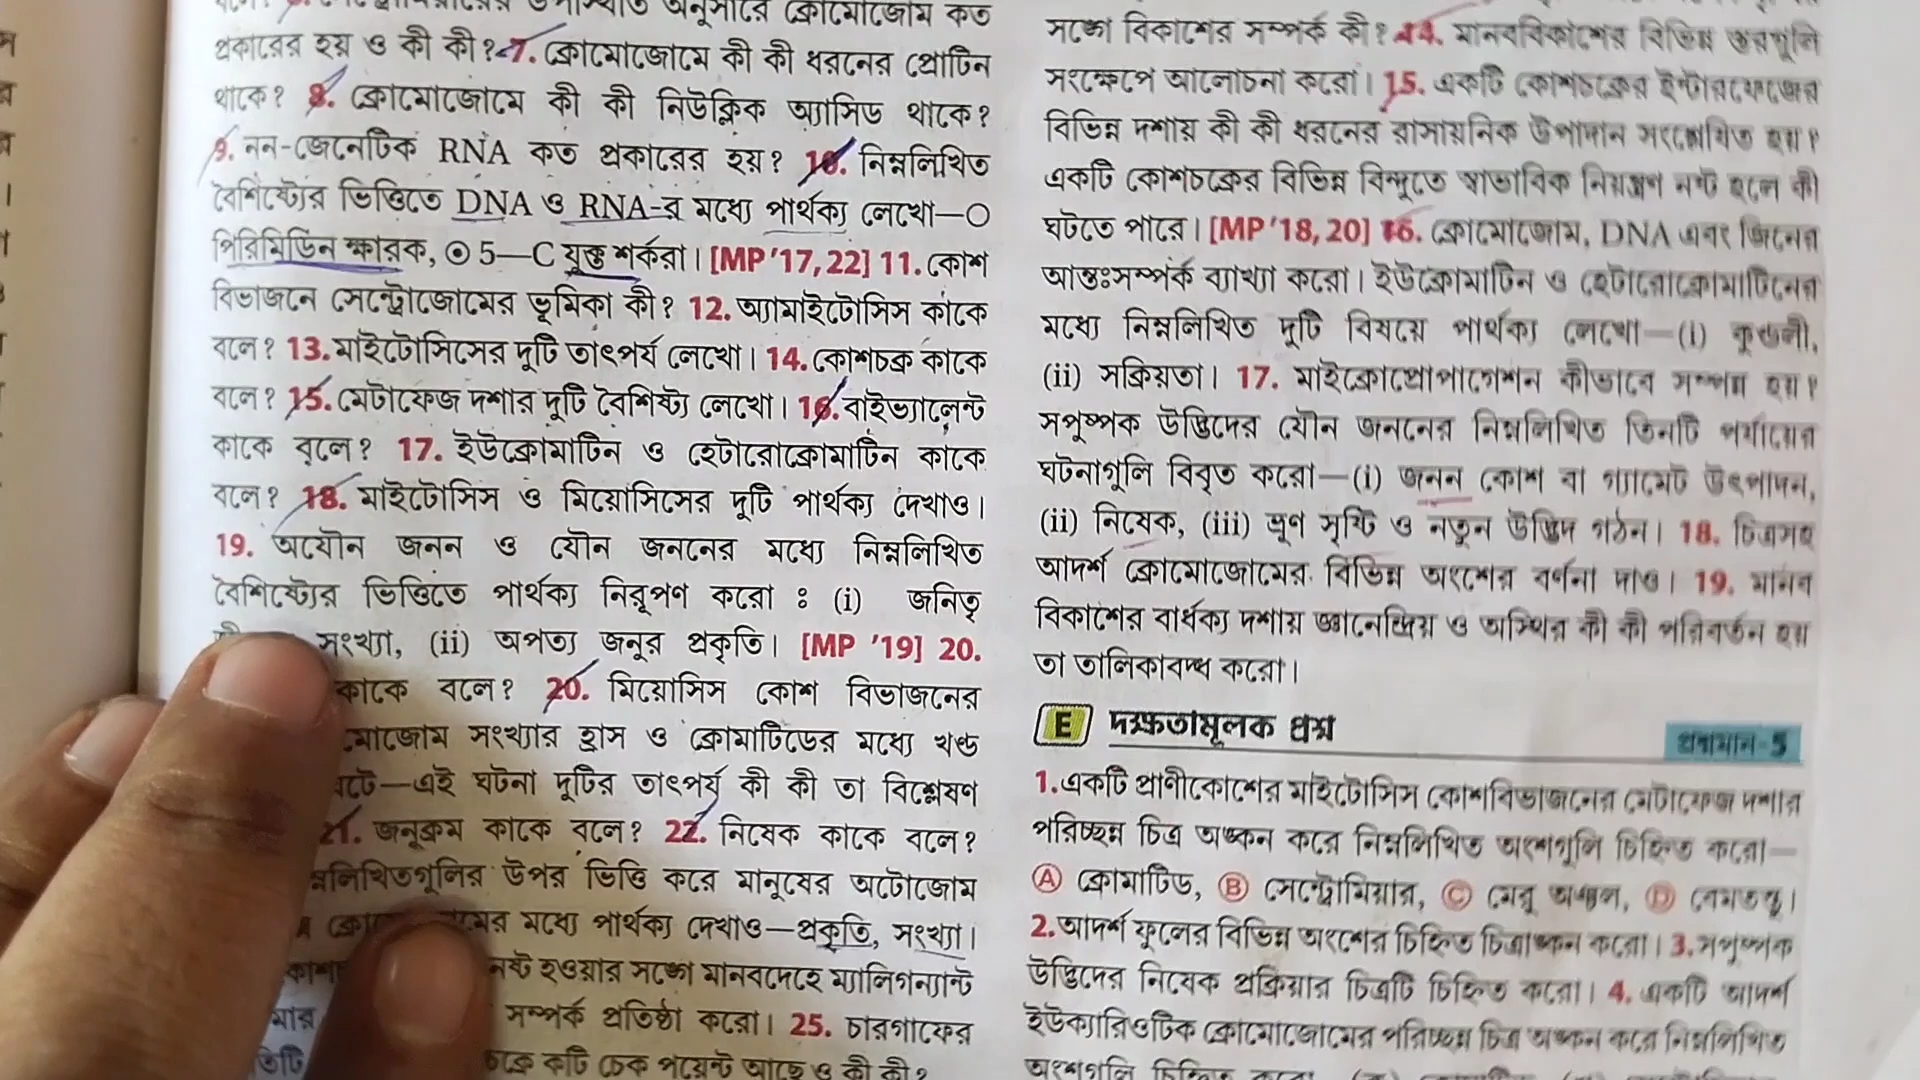 প্রকারের হয় ও কী কী? 7. ক্রোমোজোমে কী কী ধরনের প্রোটিন
থাকে? 8. ক্রোমোজোমে কী কী নিউক্লিক অ্যাসিড থাকে?
9. নন-জেনেটিক RNA কত প্রকারের হয়? 10. নিম্নলিখিত
বৈশিষ্ট্যের ভিত্তিতে DNA ও RNA-র মধ্যে পার্থক্য লেখো—○
পিরিমিডিন ক্ষারক, ⊙ 5—C যুক্ত শর্করা। [MP '17,22] 11. কোশ
বিভাজনে সেন্ট্রোজোমের ভূমিকা কী? 12. অ্যামাইটোসিস কাকে
বলে? 13. মাইটোসিসের দুটি তাৎপর্য লেখো। 14. কোশচক্র কাকে
বলে? 15. মেটাফেজ দশার দুটি বৈশিষ্ট্য লেখো। 16. বাইভ্যালেন্ট
কাকে বলে? 17. ইউক্রোমাটিন ও হেটারোক্রোমাটিন কাকে
বলে? 18. মাইটোসিস ও মিয়োসিসের দুটি পার্থক্য দেখাও।
19. অযৌন জনন ও যৌন জননের মধ্যে নিম্নলিখিত
বৈশিষ্ট্যের ভিত্তিতে পার্থক্য নিরূপণ করো : (i) জনিতৃ
সংখ্যা, (ii) অপত্য জনুর প্রকৃতি। [MP '19] 20.
কাকে বলে? 20. মিয়োসিস কোশ বিভাজনের
মোজোম সংখ্যার হ্রাস ও ক্রোমাটিডের মধ্যে খণ্ড
ঘটে—এই ঘটনা দুটির তাৎপর্য কী কী তা বিশ্লেষণ
21. জনুক্রম কাকে বলে? 22. নিষেক কাকে বলে?
ম্নলিখিতগুলির উপর ভিত্তি করে মানুষের অটোজোম
মের মধ্যে পার্থক্য দেখাও—প্রকৃতি, সংখ্যা।
নষ্ট হওয়ার সঙ্গে মানবদেহে ম্যালিগন্যান্ট
সম্পর্ক প্রতিষ্ঠা করো। 25. চারগাফের
চক্রে কটি চেক পয়েন্ট আছে ও কী কী?
সঙ্গে বিকাশের সম্পর্ক কী? 14. মানববিকাশের বিভিন্ন স্তরগুলি
সংক্ষেপে আলোচনা করো। 15. একটি কোশচক্রের ইন্টারফেজের
বিভিন্ন দশায় কী কী ধরনের রাসায়নিক উপাদান সংশ্লেষিত হয়?
একটি কোশচক্রের বিভিন্ন বিন্দুতে স্বাভাবিক নিয়ন্ত্রণ নষ্ট হলে কী
ঘটতে পারে। [MP '18, 20] 16. ক্রোমোজোম, DNA এবং জিনের
আন্তঃসম্পর্ক ব্যাখ্যা করো। ইউক্রোমাটিন ও হেটারোক্রোমাটিনের
মধ্যে নিম্নলিখিত দুটি বিষয়ে পার্থক্য লেখো—(i) কুণ্ডলী,
(ii) সক্রিয়তা। 17. মাইক্রোপ্রোপাগেশন কীভাবে সম্পন্ন হয়?
সপুষ্পক উদ্ভিদের যৌন জননের নিম্নলিখিত তিনটি পর্যায়ের
ঘটনাগুলি বিবৃত করো—(i) জনন কোশ বা গ্যামেট উৎপাদন,
(ii) নিষেক, (iii) ভ্রূণ সৃষ্টি ও নতুন উদ্ভিদ গঠন। 18. চিত্রসহ
আদর্শ ক্রোমোজোমের বিভিন্ন অংশের বর্ণনা দাও। 19. মানব
বিকাশের বার্ধক্য দশায় জ্ঞানেন্দ্রিয় ও অস্থির কী কী পরিবর্তন হয়
তা তালিকাবদ্ধ করো।
E দক্ষতামূলক প্রশ্ন
প্রশ্নমান-5
1. একটি প্রাণীকোশের মাইটোসিস কোশবিভাজনের মেটাফেজ দশার
পরিচ্ছন্ন চিত্র অঙ্কন করে নিম্নলিখিত অংশগুলি চিহ্নিত করো—
Ⓐ ক্রোমাটিড, Ⓑ সেন্ট্রোমিয়ার, Ⓒ মেরু অঞ্চল, Ⓓ বেমতন্তু।
2. আদর্শ ফুলের বিভিন্ন অংশের চিহ্নিত চিত্রাঙ্কন করো। 3. সপুষ্পক
উদ্ভিদের নিষেক প্রক্রিয়ার চিত্রটি চিহ্নিত করো। 4. একটি আদর্শ
ইউক্যারিওটিক ক্রোমোজোমের পরিচ্ছন্ন চিত্র অঙ্কন করে নিম্নলিখিত